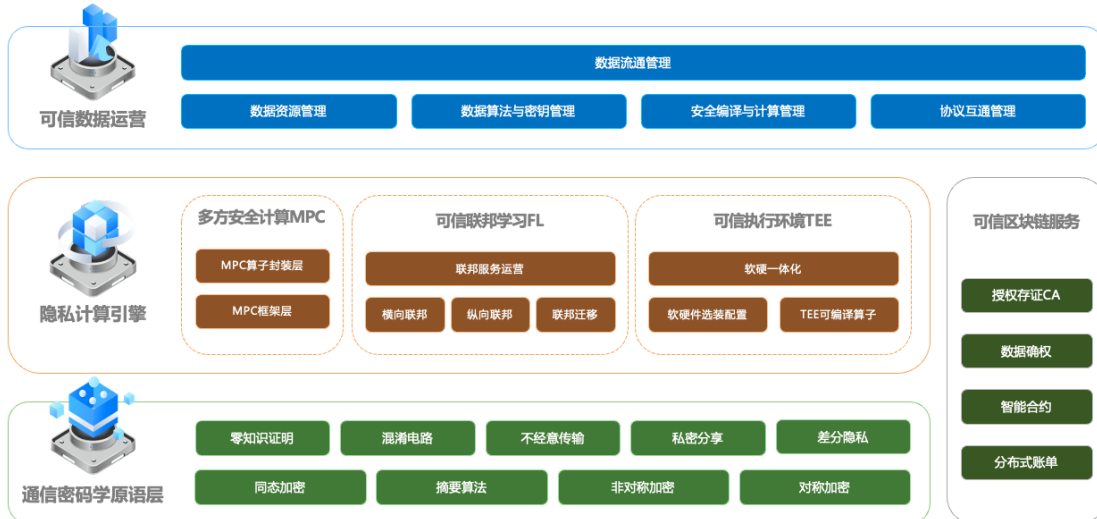 数据流通管理
数据资源管理
数据算法与密钥管理
安全编译与计算管理
协议互通管理
可信数据运营
多方安全计算MPC
MPC算子封装层
MPC框架层
可信联邦学习FL
联邦服务运营
横向联邦
纵向联邦
联邦迁移
可信执行环境TEE
软硬一体化
软硬件选装配置
TEE可编译算子
隐私计算引擎
可信区块链服务
授权存证CA
数据确权
智能合约
分布式账单
零知识证明
混淆电路
不经意传输
私密分享
差分隐私
同态加密
摘要算法
非对称加密
对称加密
通信密码学原语层